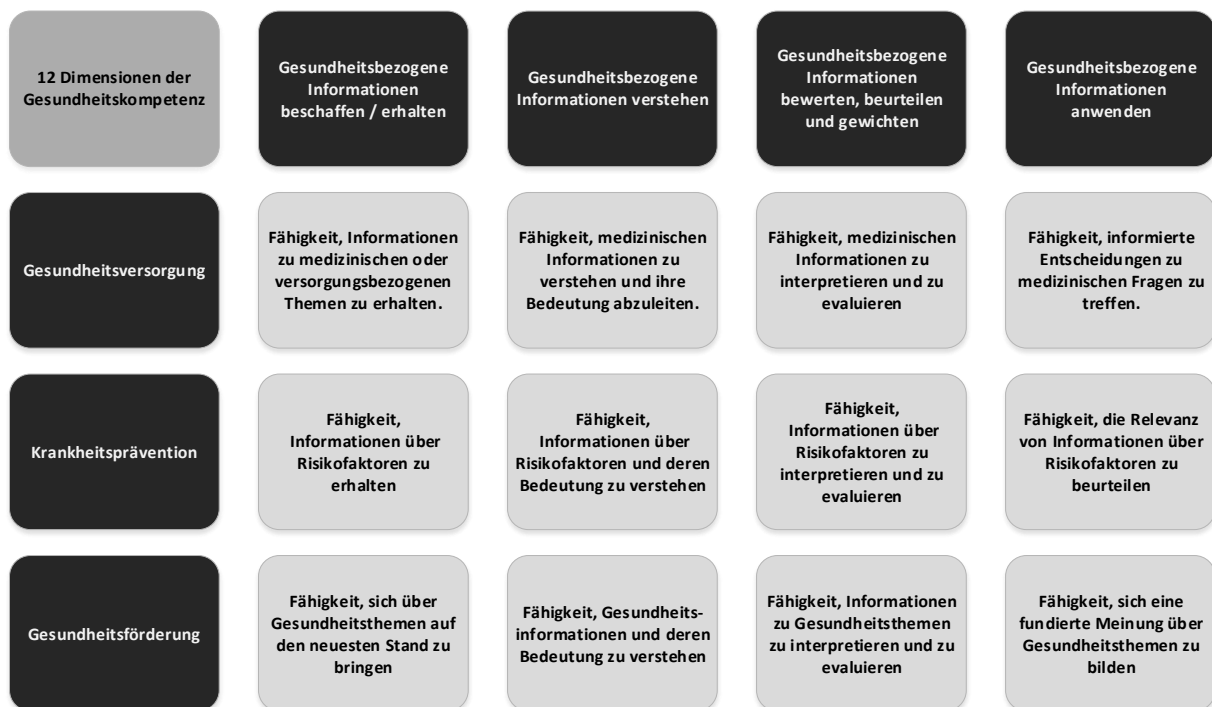 12 Dimensionen der
Gesundheitskompetenz
Gesundheitsbezogene
Informationen
beschaffen / erhalten
Gesundheitsbezogene
Informationen verstehen
Gesundheitsbezogene
Informationen
bewerten, beurteilen
und gewichten
Gesundheitsbezogene
Informationen
anwenden
Gesundheitsversorgung
Fähigkeit, Informationen
zu medizinischen oder
versorgungsbezogenen
Themen zu erhalten.
Fähigkeit, medizinischen
Informationen zu
verstehen und ihre
Bedeutung abzuleiten.
Fähigkeit, medizinischen
Informationen zu
interpretieren und zu
evaluieren
Fähigkeit, informierte
Entscheidungen zu
medizinischen Fragen zu
treffen.
Krankheitsprävention
Fähigkeit,
Informationen über
Risikofaktoren zu
erhalten
Fähigkeit,
Informationen über
Risikofaktoren und deren
Bedeutung zu verstehen
Fähigkeit,
Informationen über
Risikofaktoren zu
interpretieren und zu
evaluieren
Fähigkeit, die Relevanz
von Informationen über
Risikofaktoren zu
beurteilen
Gesundheitsförderung
Fähigkeit, sich über
Gesundheitsthemen auf
den neuesten Stand zu
bringen
Fähigkeit, Gesundheits-
informationen und deren
Bedeutung zu verstehen
Fähigkeit, Informationen
zu Gesundheitsthemen
zu interpretieren und zu
evaluieren
Fähigkeit, sich eine
fundierte Meinung über
Gesundheitsthemen zu
bilden